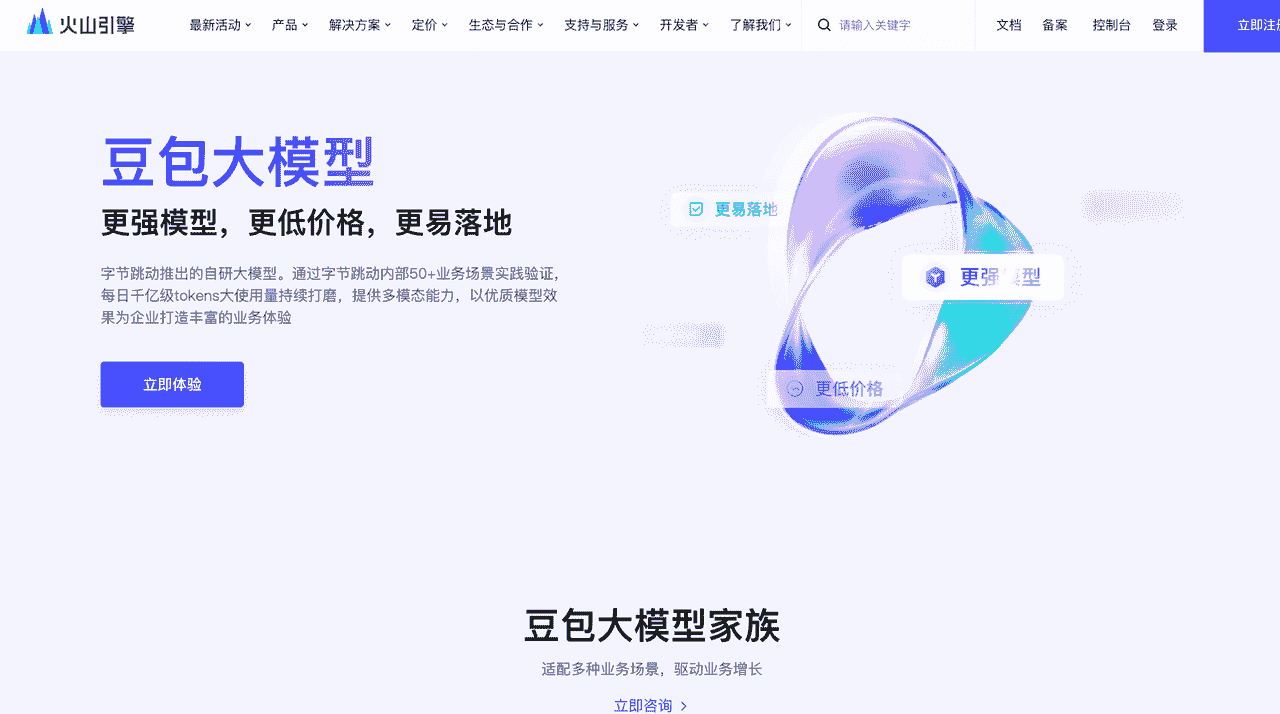 火山引擎
最新活动 产品 解决方案 定价 生态与合作 支持与服务 开发者 了解我们 请输入关键字 文档 备案 控制台 登录 立即注
豆包大模型
更强模型，更低价格，更易落地
字节跳动推出的自研大模型。通过字节跳动内部50+业务场景实践验证，
每日千亿级tokens大使用量持续打磨，提供多模态能力，以优质模型效
果为企业打造丰富的业务体验
立即体验
更易落地
更强模型
更低价格
豆包大模型家族
适配多种业务场景，驱动业务增长
立即咨询